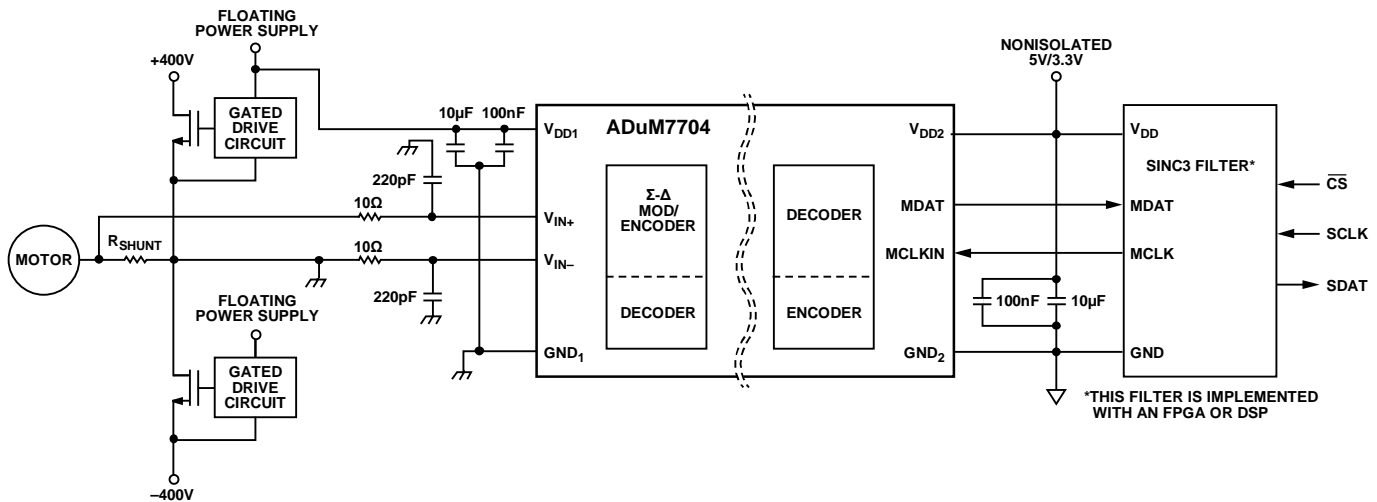 FLOATING
POWER SUPPLY
+400V
GATED
DRIVE
CIRCUIT
10µF
100nF
220pF
10Ω
MOTOR
RSHUNT
10Ω
220pF
FLOATING
POWER SUPPLY
GATED
DRIVE
CIRCUIT
–400V
ADuM7704
VDD1
VIN+
VIN–
GND1
Σ-Δ
MOD/
ENCODER
DECODER
DECODER
ENCODER
VDD2
MDAT
MCLKIN
GND2
NONISOLATED
5V/3.3V
100nF
10µF
VDD
SINC3 FILTER*
MDAT
MCLK
GND
CS
SCLK
SDAT
*THIS FILTER IS IMPLEMENTED
WITH AN FPGA OR DSP